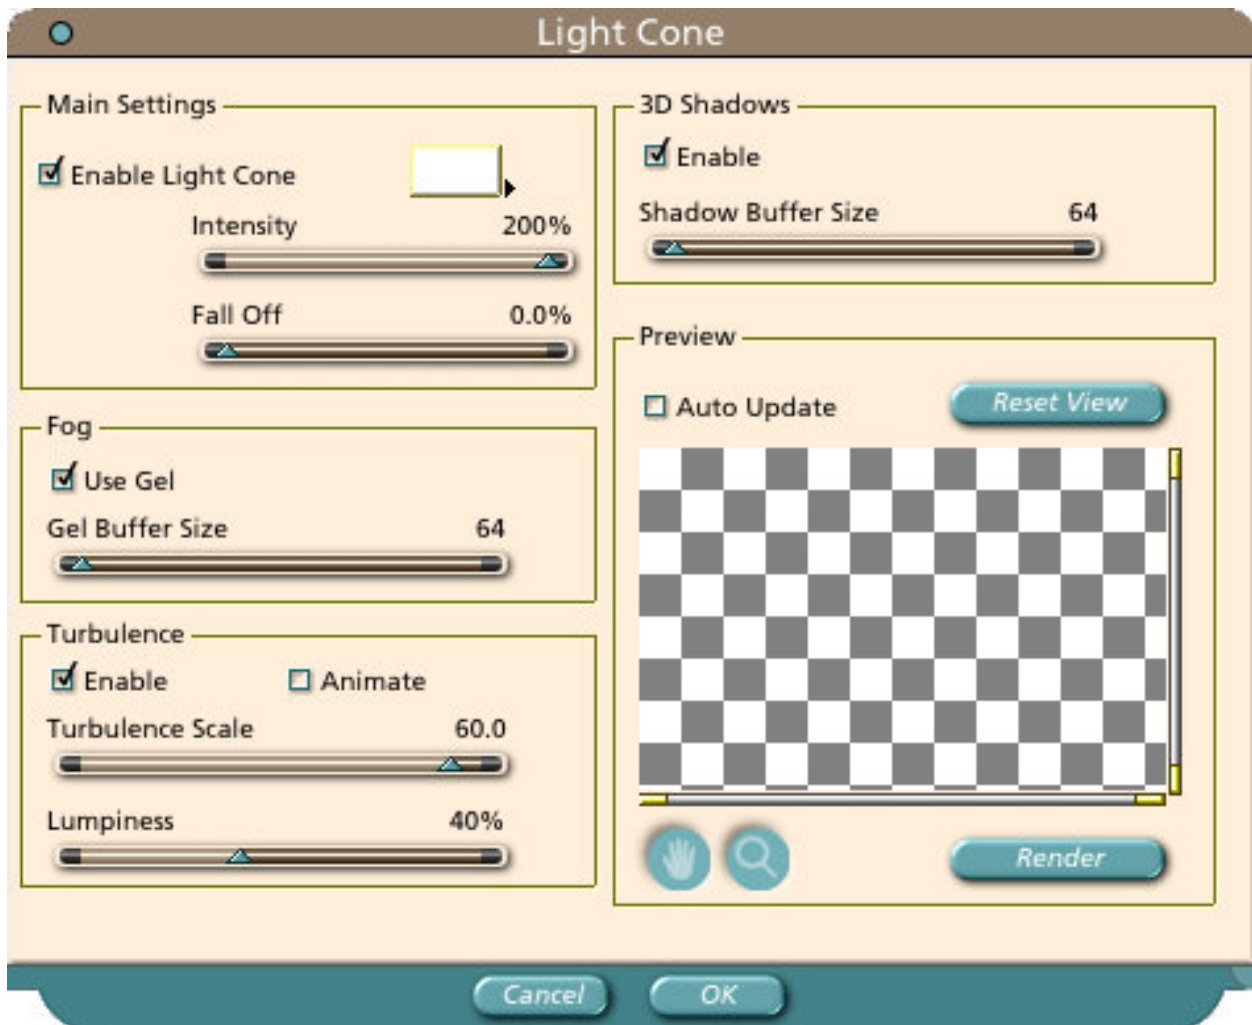 Light Cone
Main Settings
Enable Light Cone
Intensity 200%
Fall Off 0.0%
Fog
Use Gel
Gel Buffer Size 64
Turbulence
Enable Animate
Turbulence Scale 60.0
Lumpiness 40%
3D Shadows
Enable
Shadow Buffer Size 64
Preview
Auto Update Reset View
Render
Cancel OK